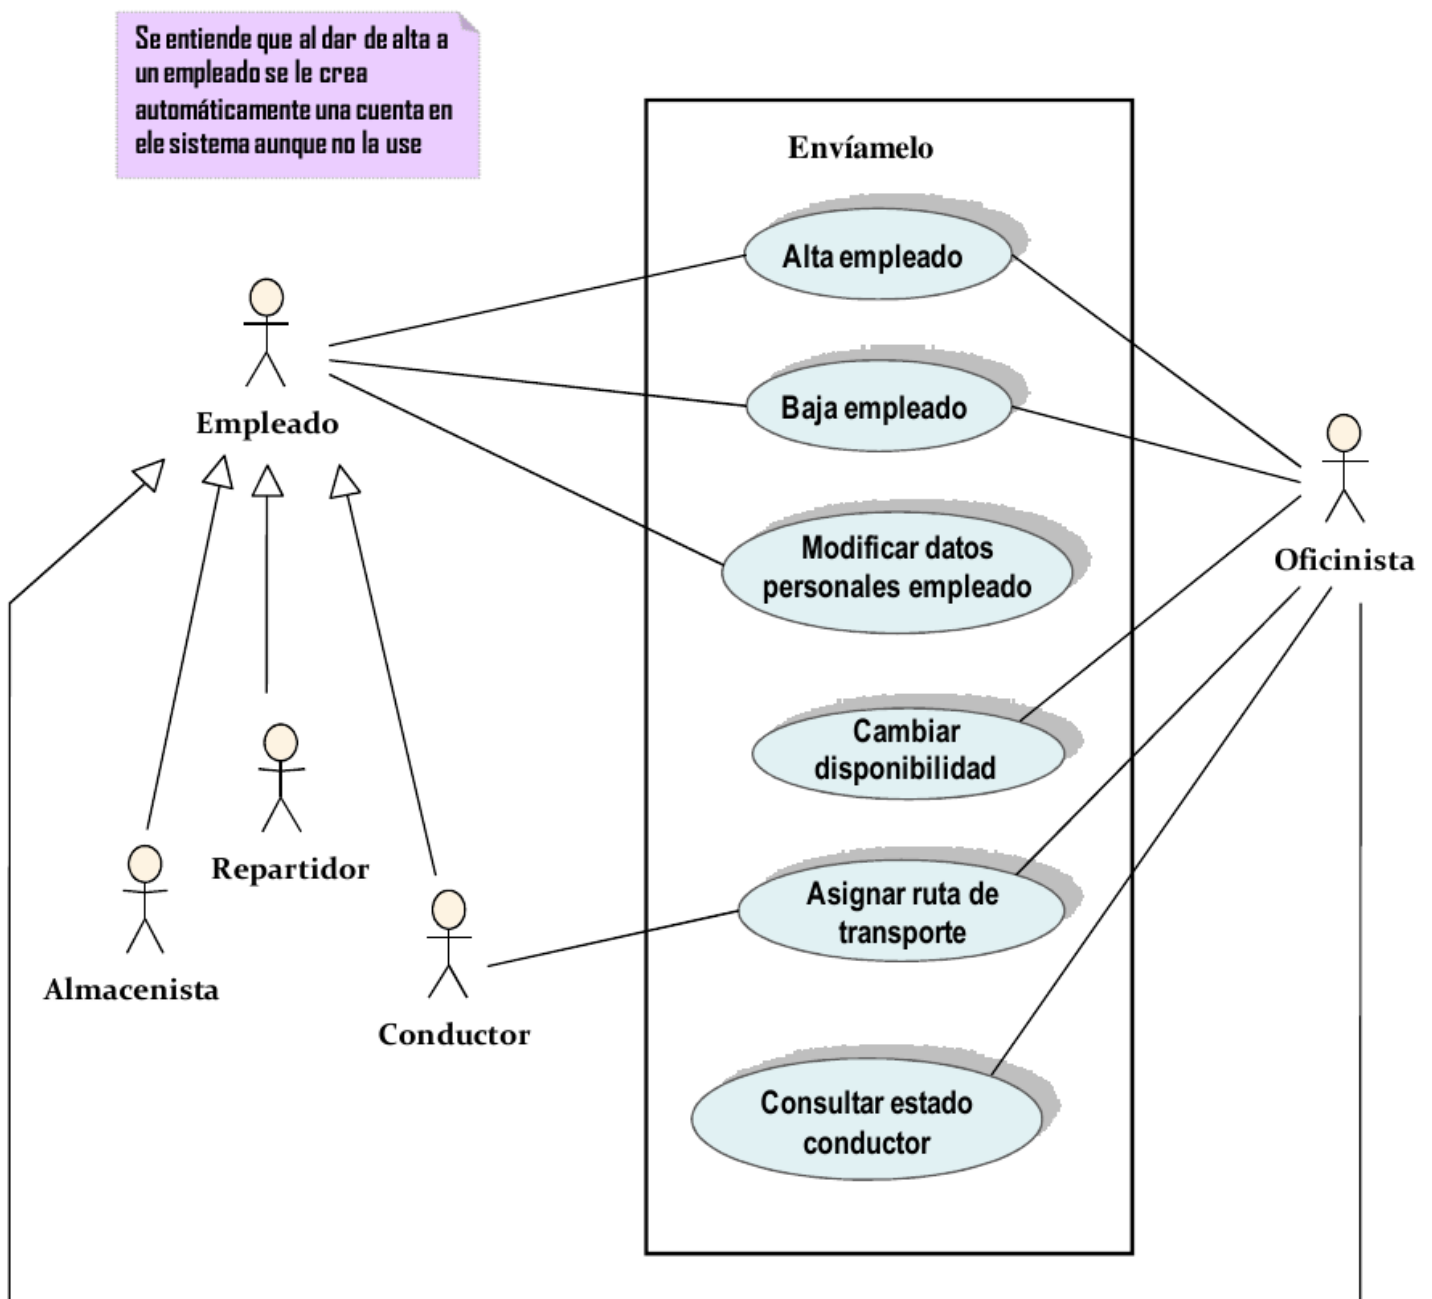 Se entiende que al dar de alta a
un empleado se le crea
automáticamente una cuenta en
ele sistema aunque no la use
Envíamelo
Alta empleado
Baja empleado
Empleado
Modificar datos
personales empleado
Oficinista
Cambiar
disponibilidad
Repartidor
Asignar ruta de
transporte
Almacenista
Conductor
Consultar estado
conductor